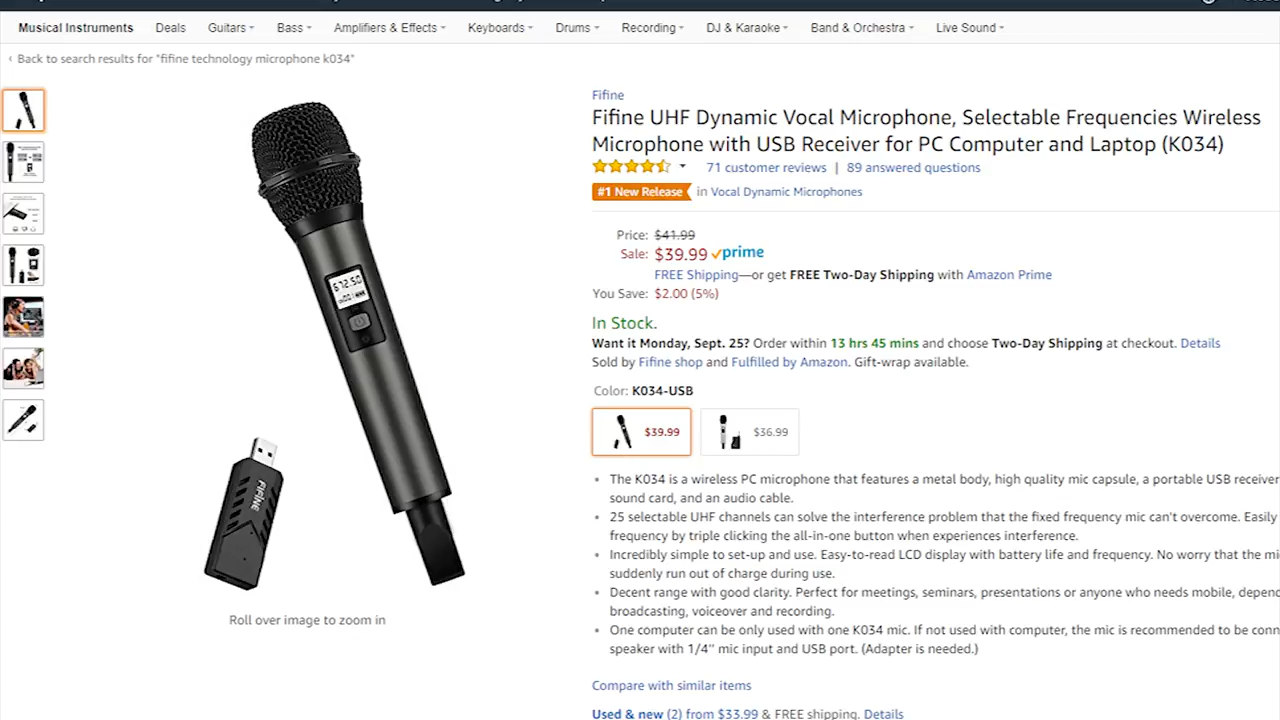 Musical Instruments Deals Guitars Bass Amplifiers & Effects Keyboards Drums Recording DJ & Karaoke Band & Orchestra Live Sound
‹ Back to search results for "fifine technology microphone k034"
Fifine
Fifine UHF Dynamic Vocal Microphone, Selectable Frequencies Wireless
Microphone with USB Receiver for PC Computer and Laptop (K034)
71 customer reviews | 89 answered questions
#1 New Release in Vocal Dynamic Microphones
Price: $41.99
Sale: $39.99 prime
FREE Shipping—or get FREE Two-Day Shipping with Amazon Prime
You Save: $2.00 (5%)
In Stock.
Want it Monday, Sept. 25? Order within 13 hrs 45 mins and choose Two-Day Shipping at checkout. Details
Sold by Fifine shop and Fulfilled by Amazon. Gift-wrap available.
Color: K034-USB
$39.99 $36.99
• The K034 is a wireless PC microphone that features a metal body, high quality mic capsule, a portable USB receiver
sound card, and an audio cable.
• 25 selectable UHF channels can solve the interference problem that the fixed frequency mic can't overcome. Easily
frequency by triple clicking the all-in-one button when experiences interference.
• Incredibly simple to set-up and use. Easy-to-read LCD display with battery life and frequency. No worry that the mi
suddenly run out of charge during use.
• Decent range with good clarity. Perfect for meetings, seminars, presentations or anyone who needs mobile, depend
broadcasting, voiceover and recording.
• One computer can be only used with one K034 mic. If not used with computer, the mic is recommended to be conn
speaker with 1/4" mic input and USB port. (Adapter is needed.)
Compare with similar items
Used & new (2) from $33.99 & FREE shipping. Details
672.50
FIFINE
Roll over image to zoom in